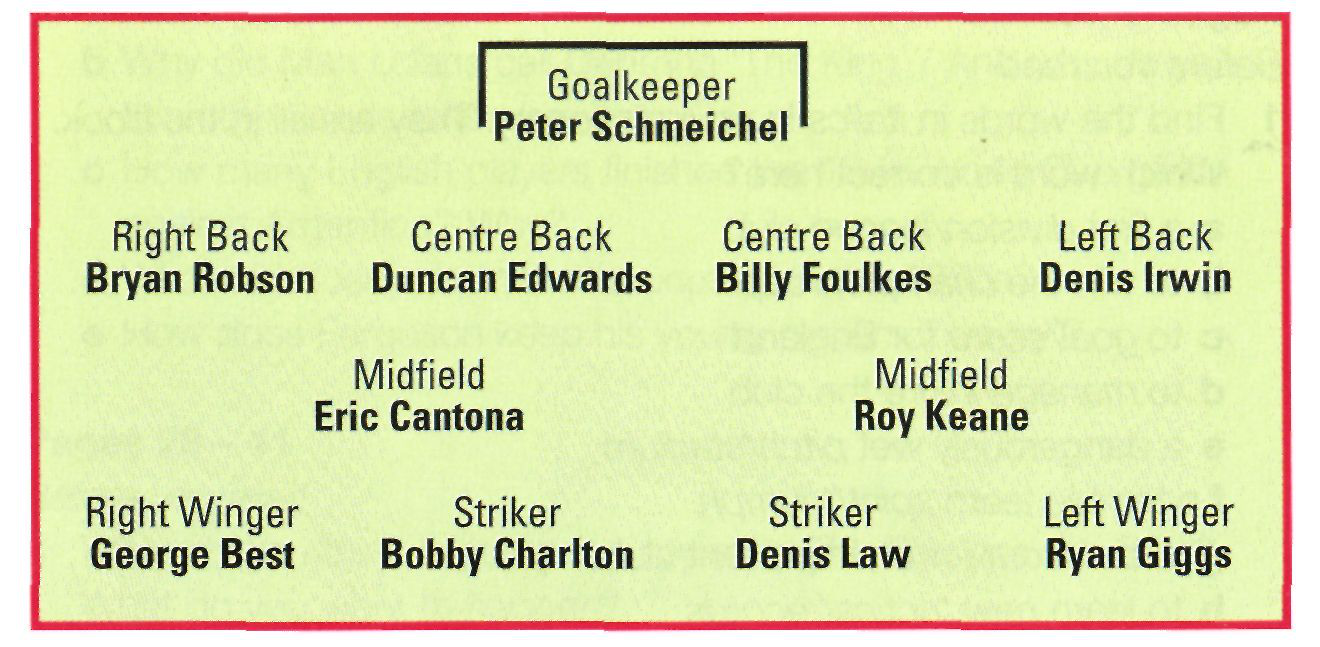 Goalkeeper
Peter Schmeichel
Right Back
Bryan Robson
Centre Back
Duncan Edwards
Centre Back
Billy Foulkes
Left Back
Denis Irwin
Midfield
Eric Cantona
Midfield
Roy Keane
Right Winger
George Best
Striker
Bobby Charlton
Striker
Denis Law
Left Winger
Ryan Giggs